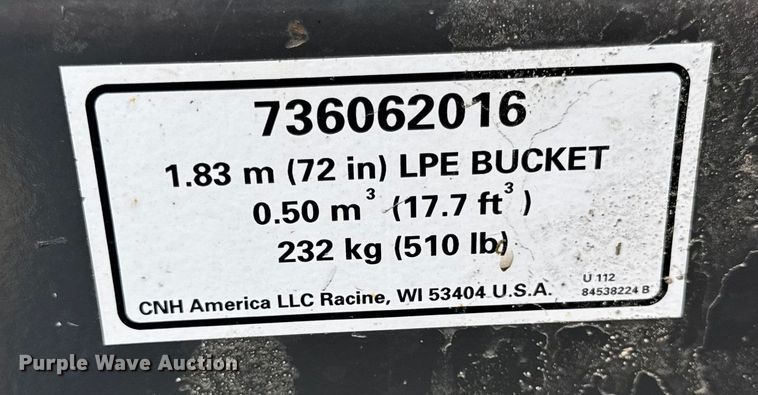 736062016
1.83 m (72 in) LPE BUCKET
0.50 m³ (17.7 ft³)
232 kg (510 lb)
U 112
CNH America LLC Racine, WI 53404 U.S.A. 84538224 B
Purple Wave Auction